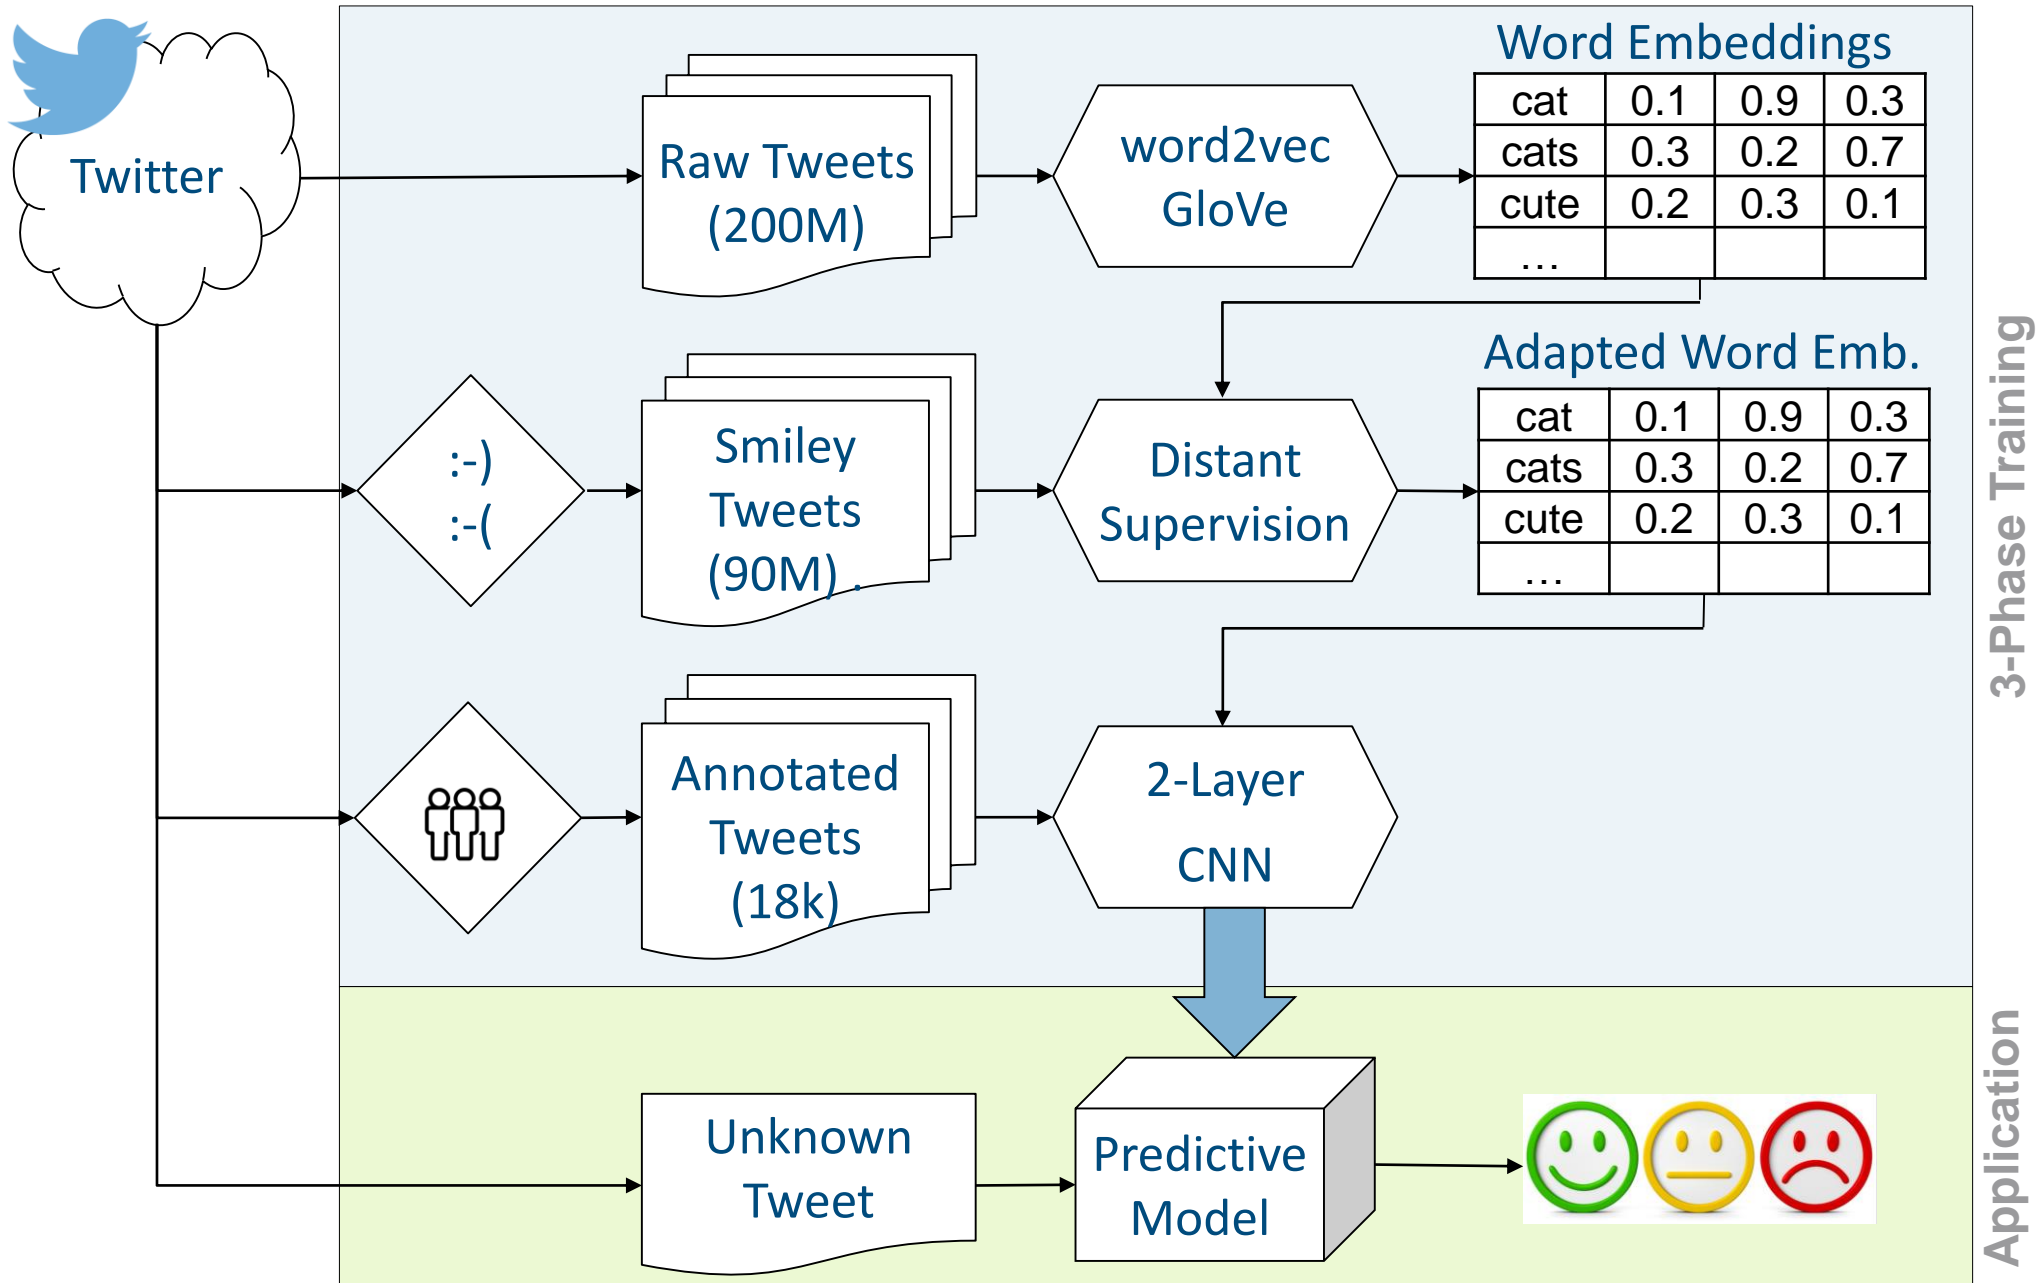 Twitter
Raw Tweets
(200M)
word2vec
GloVe
Word Embeddings
cat 0.1 0.9 0.3
cats 0.3 0.2 0.7
cute 0.2 0.3 0.1
...
:-)
:-(
Smiley
Tweets
(90M) .
Distant
Supervision
Adapted Word Emb.
cat 0.1 0.9 0.3
cats 0.3 0.2 0.7
cute 0.2 0.3 0.1
...
Annotated
Tweets
(18k)
2-Layer
CNN
3-Phase Training
Unknown
Tweet
Predictive
Model
Application